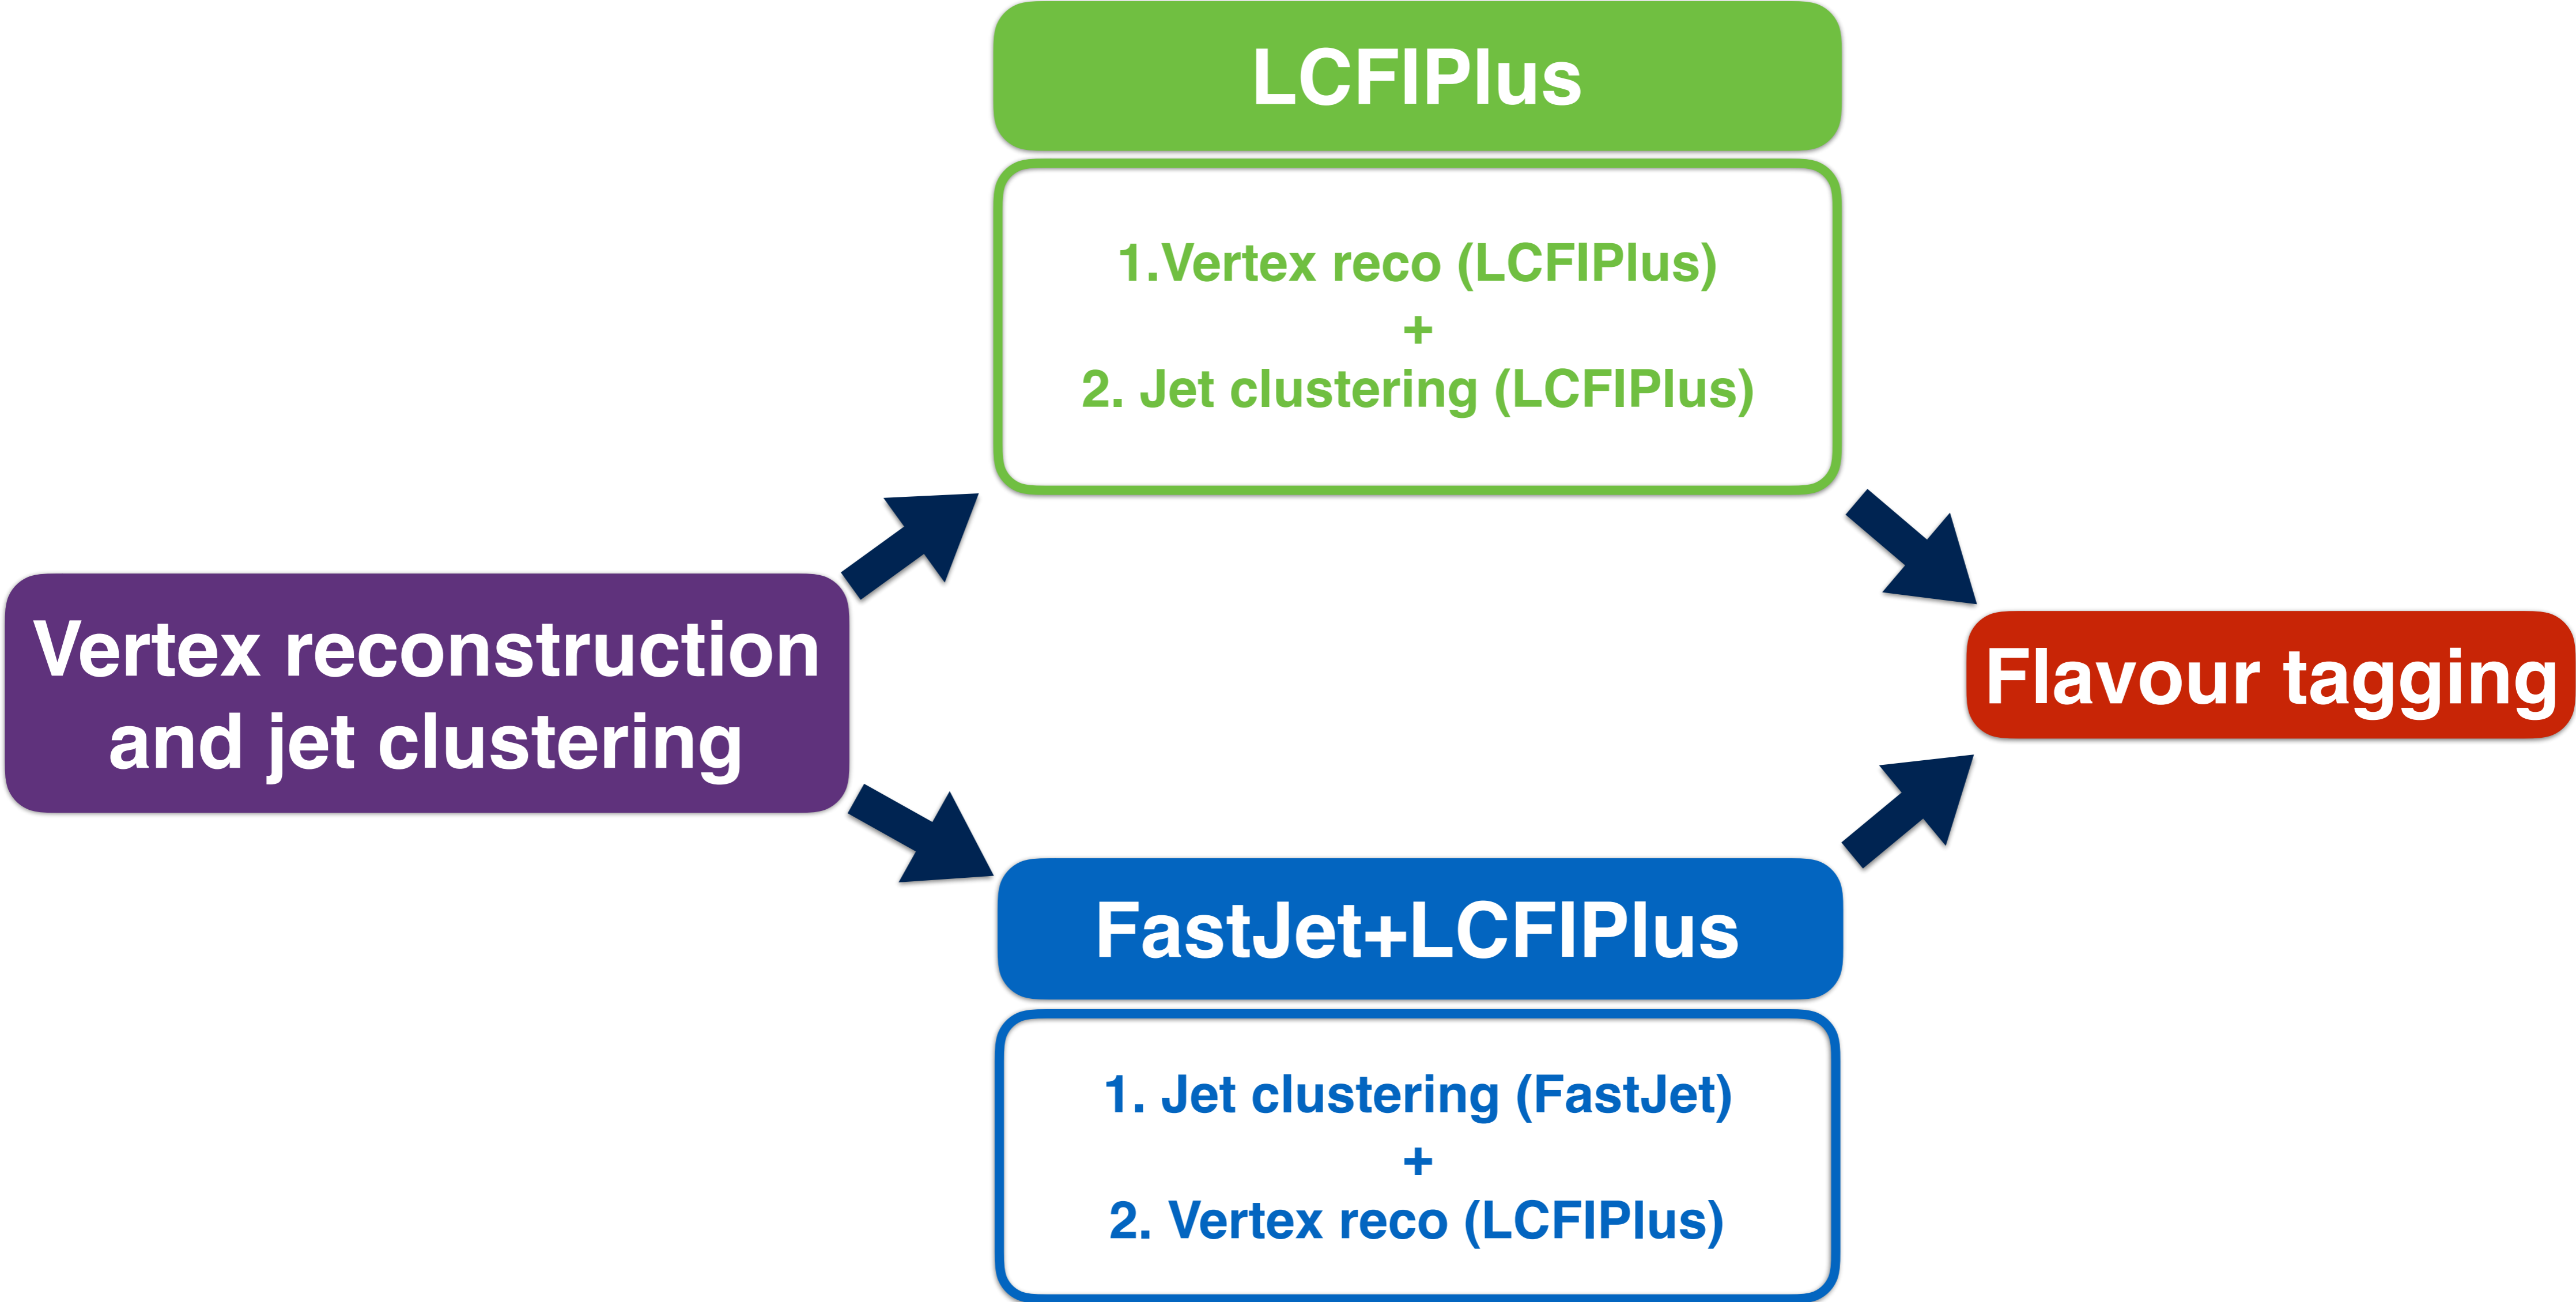 LCFIPlus
1.Vertex reco (LCFIPlus)
+
2. Jet clustering (LCFIPlus)
Vertex reconstruction
and jet clustering
Flavour tagging
FastJet+LCFIPlus
1. Jet clustering (FastJet)
+
2. Vertex reco (LCFIPlus)